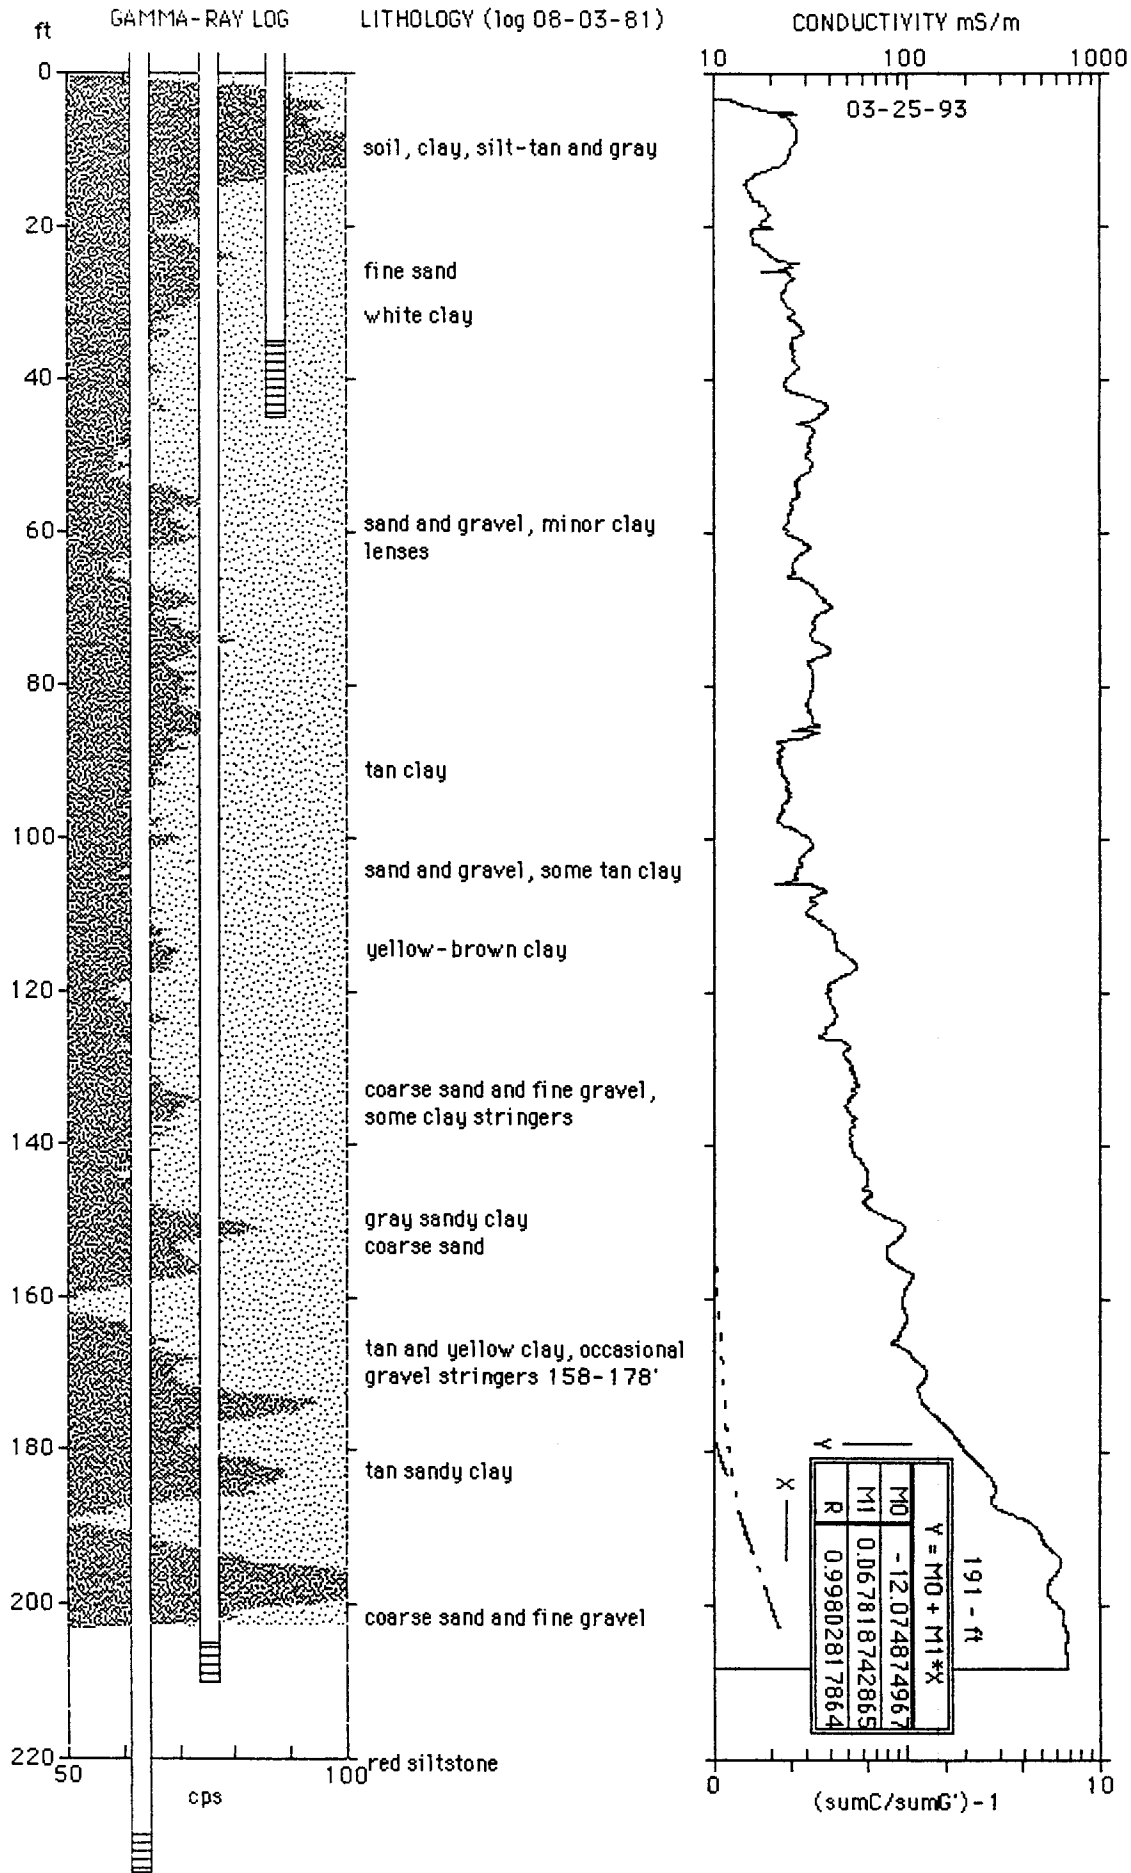 GAMMA-RAY LOG
LITHOLOGY (log 08-03-81)
CONDUCTIVITY mS/m
ft
10 100 1000
0
03-25-93
soil, clay, silt-tan and gray
20
fine sand
white clay
40
60
sand and gravel, minor clay
lenses
80
tan clay
100
sand and gravel, some tan clay
yellow-brown clay
120
coarse sand and fine gravel,
some clay stringers
140
gray sandy clay
coarse sand
160
tan and yellow clay, occasional
gravel stringers 158-178'
180
tan sandy clay
Y
X
191 - ft
Y = M0 + M1*X
M0 -12.074874967
M1 0.067818742865
R 0.99802817864
200
coarse sand and fine gravel
220
red siltstone
50 100
cps
0 10
(sumC/sumG')-1